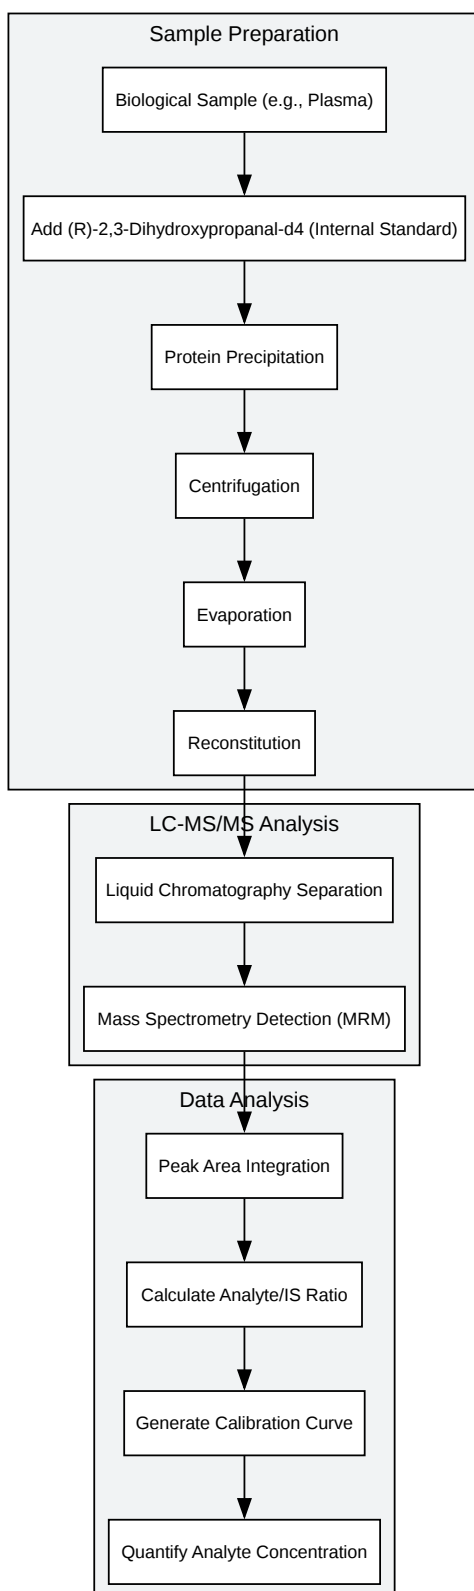 Sample Preparation
Biological Sample (e.g., Plasma)
Add (R)-2,3-Dihydroxypropanal-d4 (Internal Standard)
Protein Precipitation
Centrifugation
Evaporation
Reconstitution
LC-MS/MS Analysis
Liquid Chromatography Separation
Mass Spectrometry Detection (MRM)
Data Analysis
Peak Area Integration
Calculate Analyte/IS Ratio
Generate Calibration Curve
Quantify Analyte Concentration